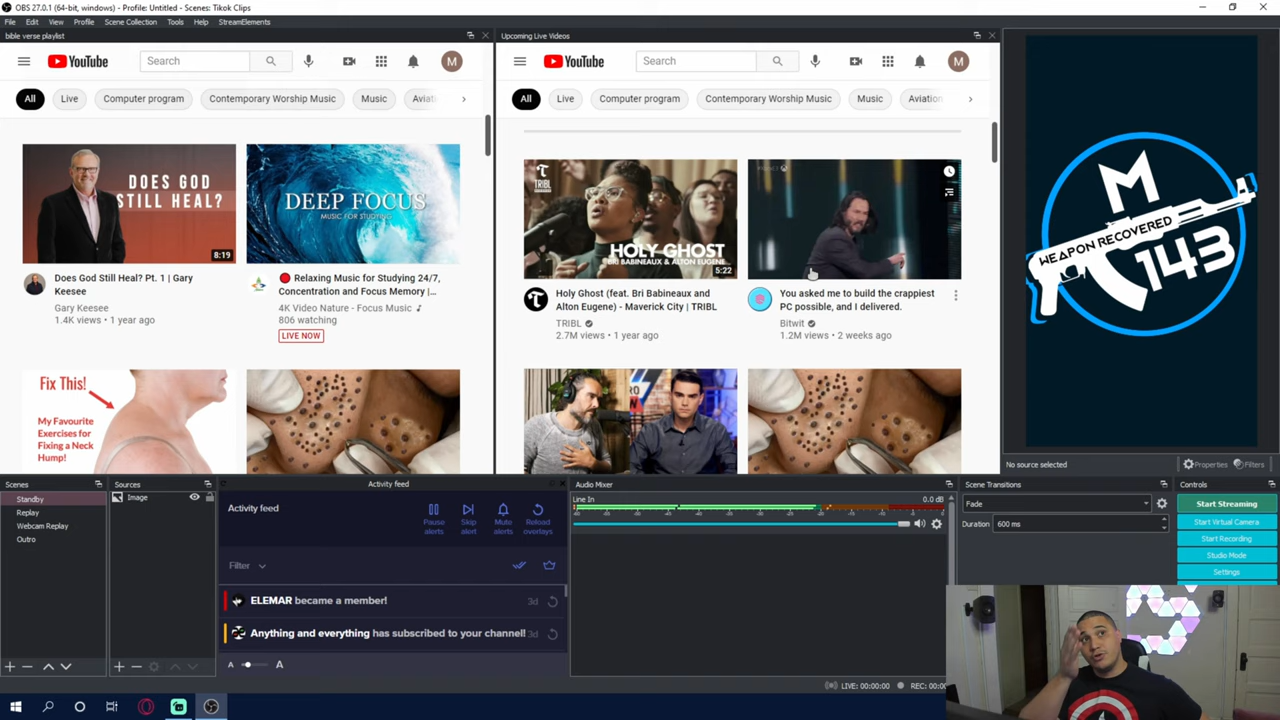 OBS 27.0.1 (64-bit, windows) - Profile: Untitled - Scenes: Tikok Clips
File Edit View Profile Scene Collection Tools Help StreamElements
bible verse playlist
YouTube
Search
M
All Live Computer program Contemporary Worship Music Music Aviati
DOES GOD
STILL HEAL?
8:19
DEEP FOCUS
MUSIC FOR STUDYING
Does God Still Heal? Pt. 1 | Gary
Keesee
Gary Keesee
1.4K views • 1 year ago
Relaxing Music for Studying 24/7,
Concentration and Focus Memory |...
4K Video Nature - Focus Music
806 watching
LIVE NOW
Fix This!
My Favourite
Exercises for
Fixing a Neck
Hump!
Upcoming Live Videos
YouTube
Search
M
All Live Computer program Contemporary Worship Music Music Aviation
TRIBL
HOLY GHOST
BRI BABINEAUX & ALTON EUGENE
5:22
Holy Ghost (feat. Bri Babineaux and
Alton Eugene) - Maverick City | TRIBL
TRIBL
2.7M views • 1 year ago
You asked me to build the crappiest
PC possible, and I delivered.
Bitwit
1.2M views • 2 weeks ago
M
WEAPON RECOVERED
143
No source selected
Properties Filters
Scenes
Standby
Replay
Webcam Replay
Outro
Sources
Image
Activity feed
Activity feed
Pause
alerts
Skip
alert
Mute
alerts
Reload
overlays
Filter
ELEMAR became a member! 3d
Anything and everything has subscribed to your channel! 3d
A A
Audio Mixer
Line In 0.0 dB
Scene Transitions
Fade
Duration 600 ms
Controls
Start Streaming
Start Virtual Camera
Start Recording
Studio Mode
Settings
LIVE: 00:00:00 REC: 00:00